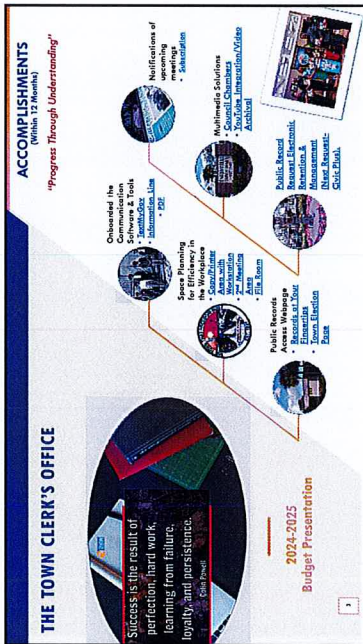 THE TOWN CLERK'S OFFICE
Success is the result of
perfection, hard work,
learning from failure,
loyalty, and persistence.
Colin Powell
2024-2025
Budget Presentation
ACCOMPLISHMENTS
(Within 12 Months)
"Progress Through Understanding"
Onboarded the
Communication
Software & Tools
• TextMyGov
• Information Line
• PDF
Notifications of
upcoming
meetings
• Subscription
Space Planning
for Efficiency in
the Workplace
• Copy/Printer
Area with
Workstation
• 2nd Meeting
Area
• File Room
Multimedia Solutions
• Council Chambers
• YouTube Integration/Video
Archival
Public Records
Access Webpage
• Records at Your
Fingertips
• Town Election
Page
Public Record
Request Electronic
Retention &
Management
(Next Request-
Civic Plus).